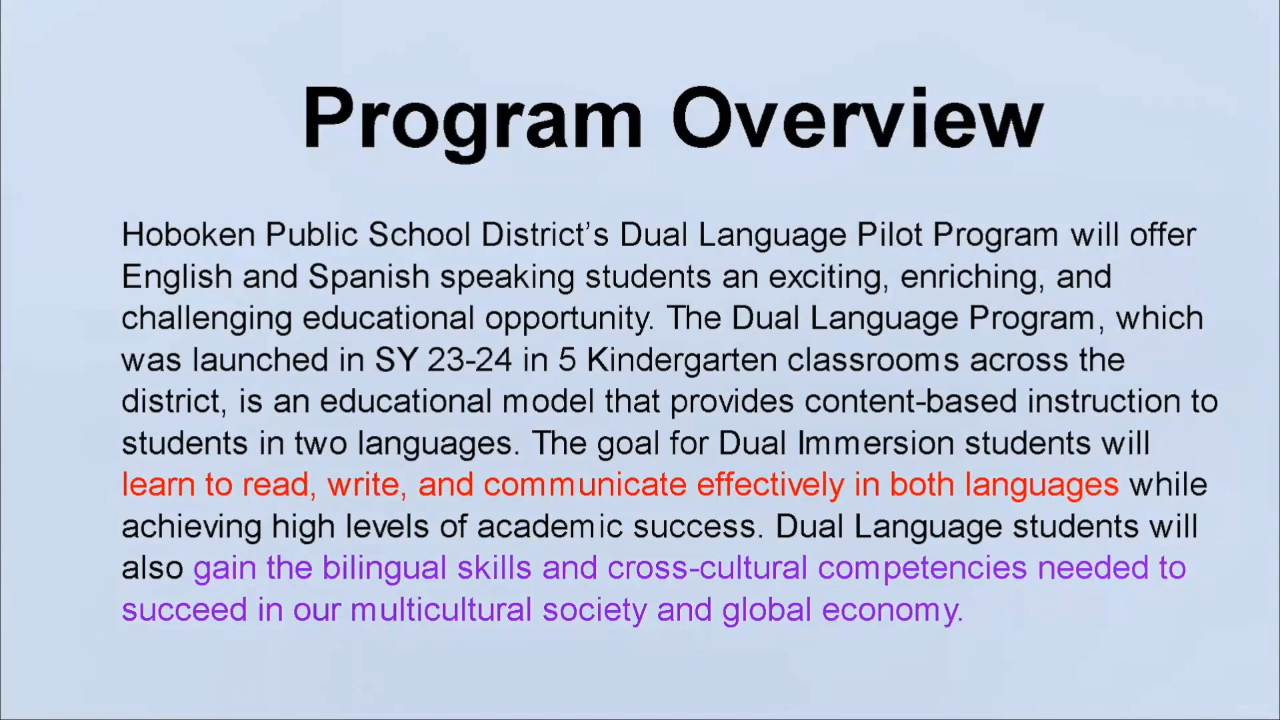 Program Overview
Hoboken Public School District’s Dual Language Pilot Program will offer
English and Spanish speaking students an exciting, enriching, and
challenging educational opportunity. The Dual Language Program, which
was launched in SY 23-24 in 5 Kindergarten classrooms across the
district, is an educational model that provides content-based instruction to
students in two languages. The goal for Dual Immersion students will
learn to read, write, and communicate effectively in both languages while
achieving high levels of academic success. Dual Language students will
also gain the bilingual skills and cross-cultural competencies needed to
succeed in our multicultural society and global economy.